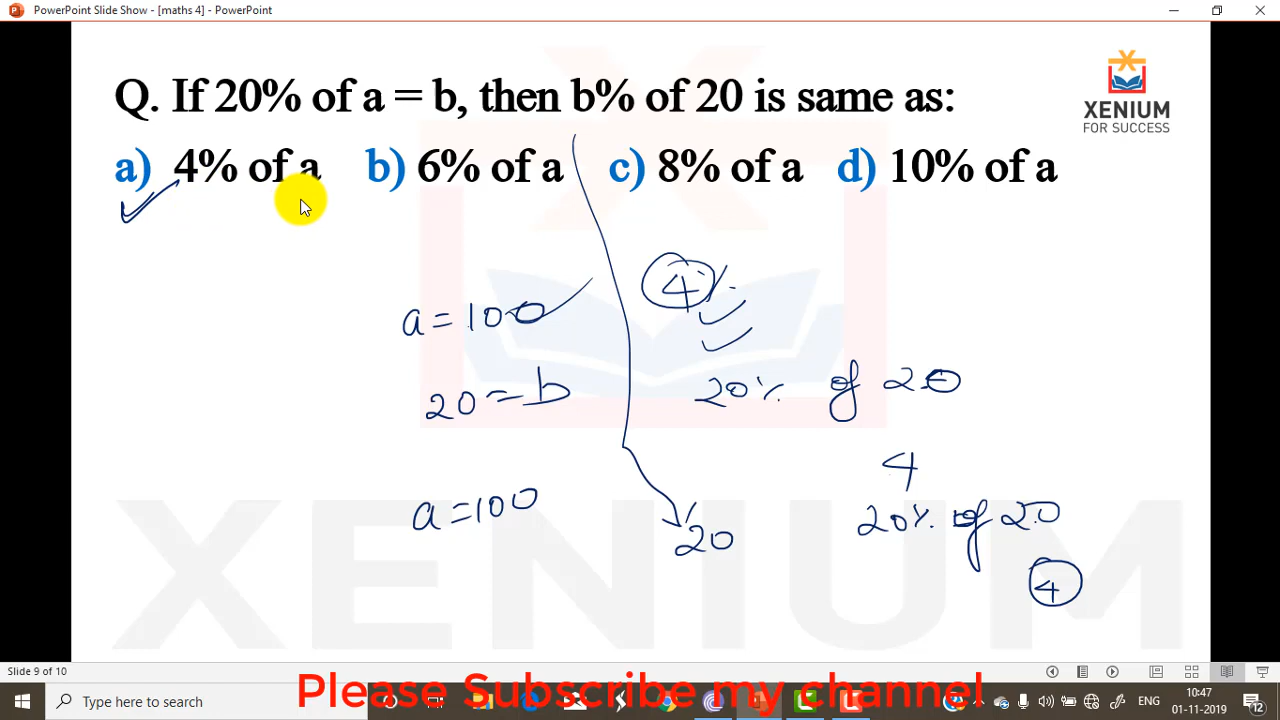 PowerPoint Slide Show - [maths 4] - PowerPoint
Q. If 20% of a = b, then b% of 20 is same as:
XENIUM
FOR SUCCESS
a) 4% of a b) 6% of a c) 8% of a d) 10% of a
4%
a = 100
20 = b
20% of 20
4
a = 100
20
20% of 20
4
XENIUM
Slide 9 of 10
Please Subscribe my channel
Type here to search
ENG
10:47
01-11-2019
12